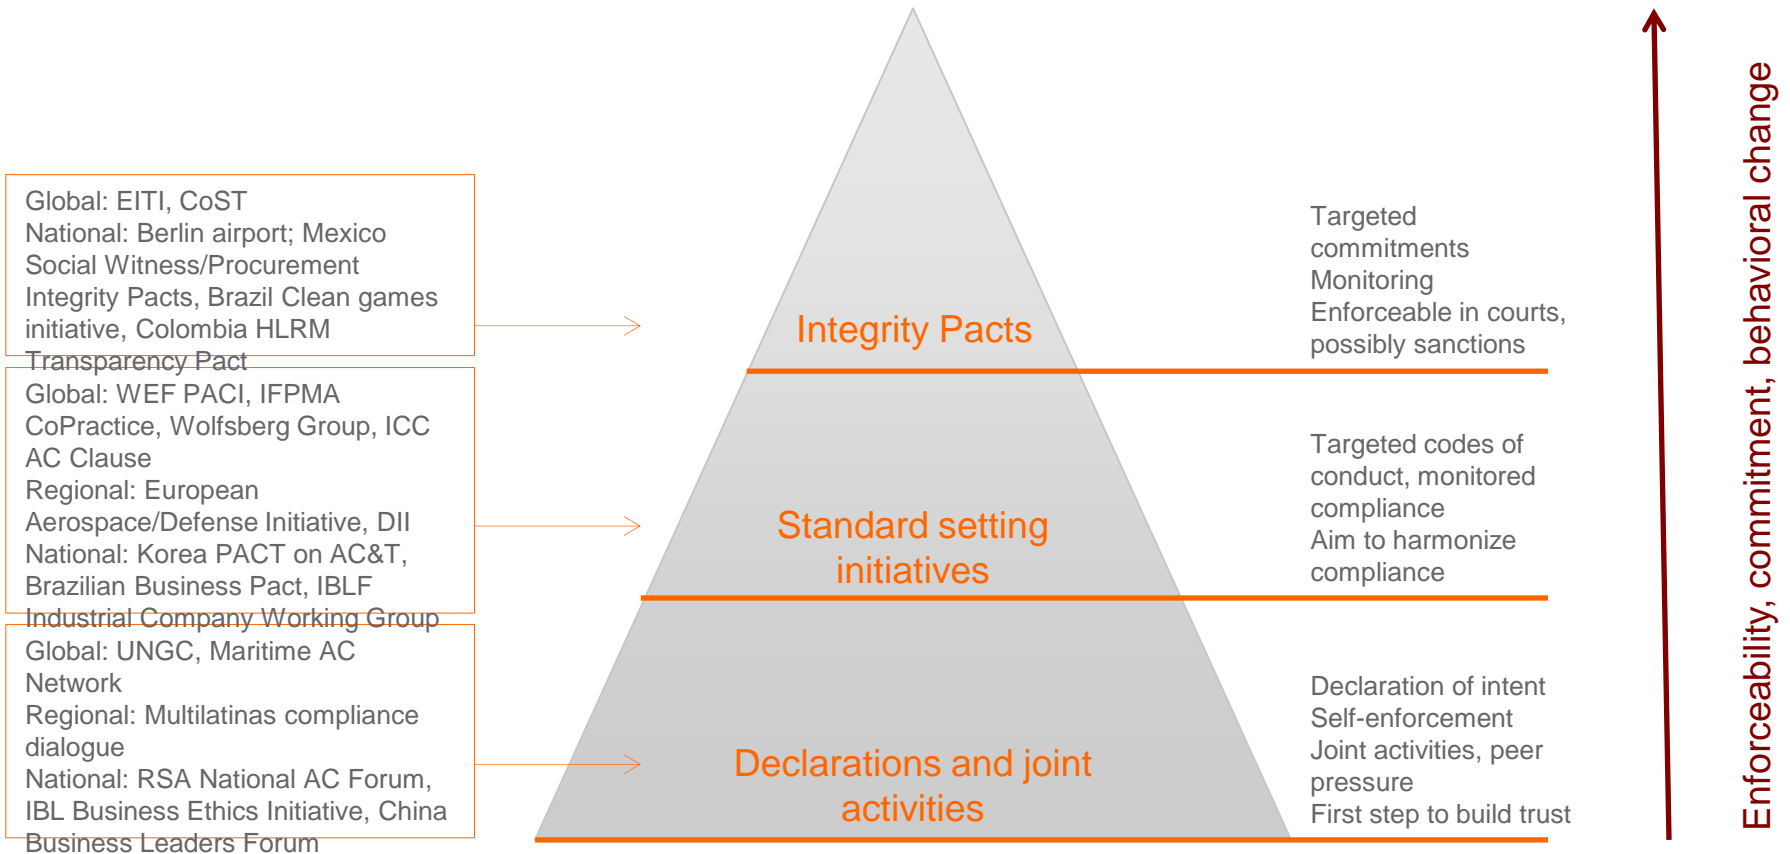 Global: EITI, CoST
National: Berlin airport; Mexico
Social Witness/Procurement
Integrity Pacts, Brazil Clean games
initiative, Colombia HLRM
Transparency Pact
Integrity Pacts
Targeted
commitments
Monitoring
Enforceable in courts,
possibly sanctions
Global: WEF PACI, IFPMA
CoPractice, Wolfsberg Group, ICC
AC Clause
Regional: European
Aerospace/Defense Initiative, DII
National: Korea PACT on AC&T,
Brazilian Business Pact, IBLF
Industrial Company Working Group
Standard setting
initiatives
Targeted codes of
conduct, monitored
compliance
Aim to harmonize
compliance
Global: UNGC, Maritime AC
Network
Regional: Multilatinas compliance
dialogue
National: RSA National AC Forum,
IBL Business Ethics Initiative, China
Business Leaders Forum
Declarations and joint
activities
Declaration of intent
Self-enforcement
Joint activities, peer
pressure
First step to build trust
Enforceability, commitment, behavioral change